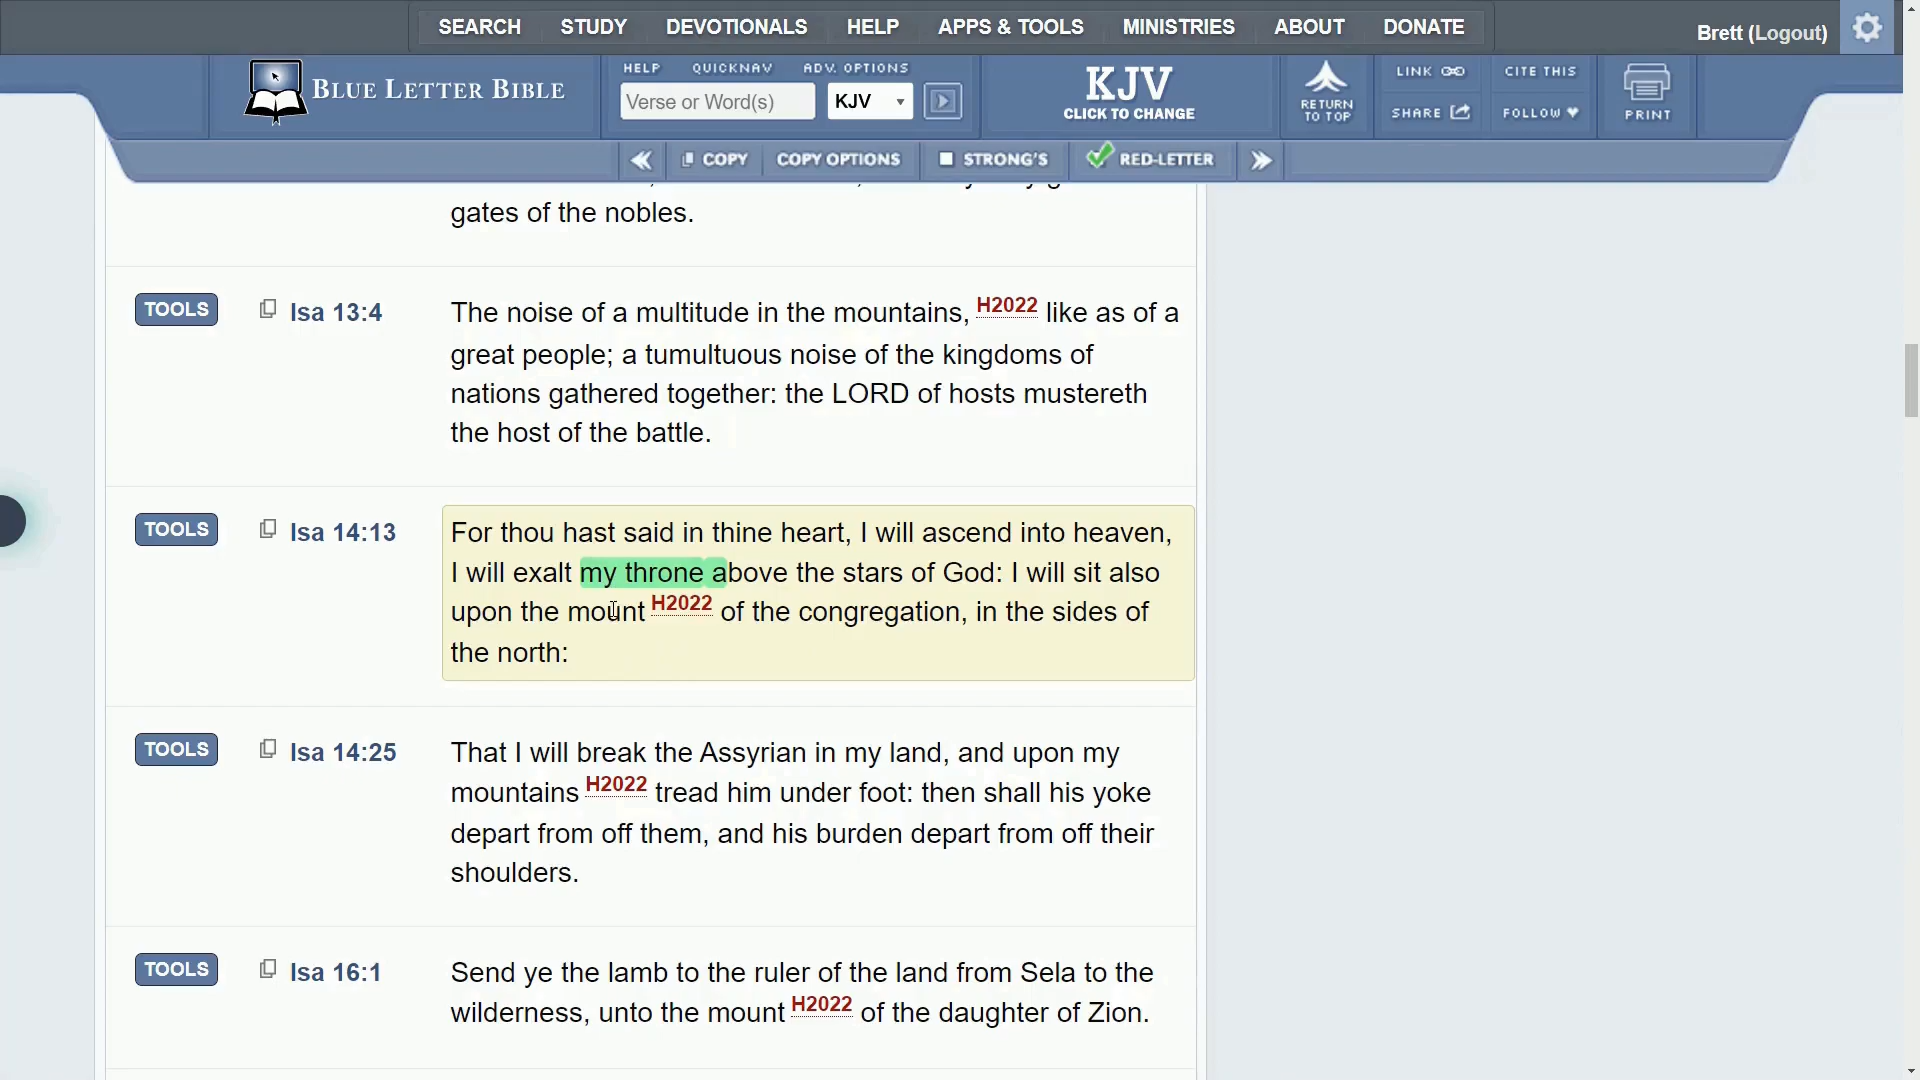 SEARCH STUDY DEVOTIONALS HELP APPS & TOOLS MINISTRIES ABOUT DONATE
Brett (Logout)
BLUE LETTER BIBLE
HELP QUICKNAV ADV. OPTIONS
Verse or Word(s) KJV
KJV
CLICK TO CHANGE
RETURN
TO TOP
LINK
SHARE
CITE THIS
FOLLOW
PRINT
COPY COPY OPTIONS STRONG'S RED-LETTER
gates of the nobles.
TOOLS Isa 13:4
The noise of a multitude in the mountains, H2022 like as of a
great people; a tumultuous noise of the kingdoms of
nations gathered together: the LORD of hosts mustereth
the host of the battle.
TOOLS Isa 14:13
For thou hast said in thine heart, I will ascend into heaven,
I will exalt my throne above the stars of God: I will sit also
upon the mount H2022 of the congregation, in the sides of
the north:
TOOLS Isa 14:25
That I will break the Assyrian in my land, and upon my
mountains H2022 tread him under foot: then shall his yoke
depart from off them, and his burden depart from off their
shoulders.
TOOLS Isa 16:1
Send ye the lamb to the ruler of the land from Sela to the
wilderness, unto the mount H2022 of the daughter of Zion.